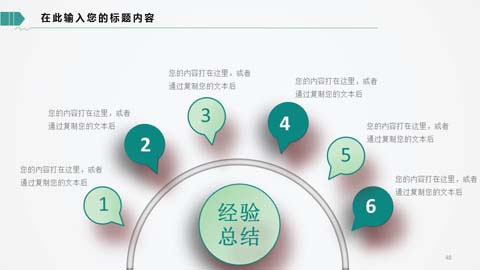 在此输入您的标题内容
您的内容打在这里，或者
通过复制您的文本后
1
您的内容打在这里，或者
通过复制您的文本后
2
您的内容打在这里，或者
通过复制您的文本后
3
您的内容打在这里，或者
通过复制您的文本后
4
您的内容打在这里，或者
通过复制您的文本后
5
您的内容打在这里，或者
通过复制您的文本后
6
经验
总结